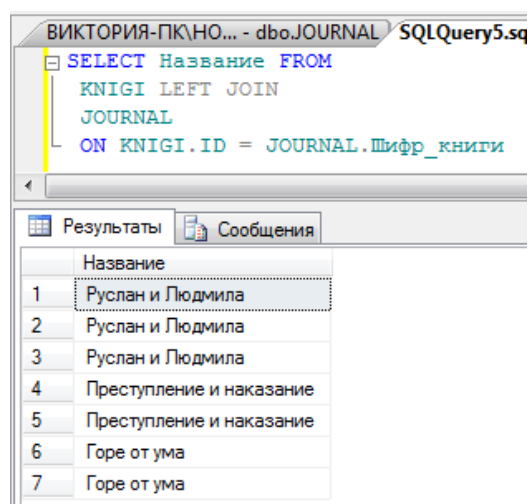 ВИКТОРИЯ-ПК\НО... - dbo.JOURNAL SQLQuery5.sq
SELECT Название FROM
KNIGI LEFT JOIN
JOURNAL
ON KNIGI.ID = JOURNAL.Шифр_книги
Результаты Сообщения
Название
1 Руслан и Людмила
2 Руслан и Людмила
3 Руслан и Людмила
4 Преступление и наказание
5 Преступление и наказание
6 Горе от ума
7 Горе от ума